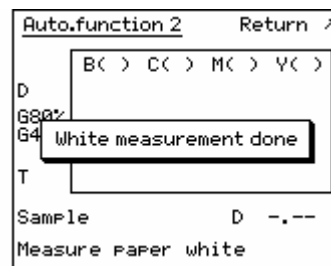 Auto.function 2 Return
B( ) C( ) M( ) Y( )
D
G80%
G4
White measurement done
T
Sample D -.--
Measure paper white